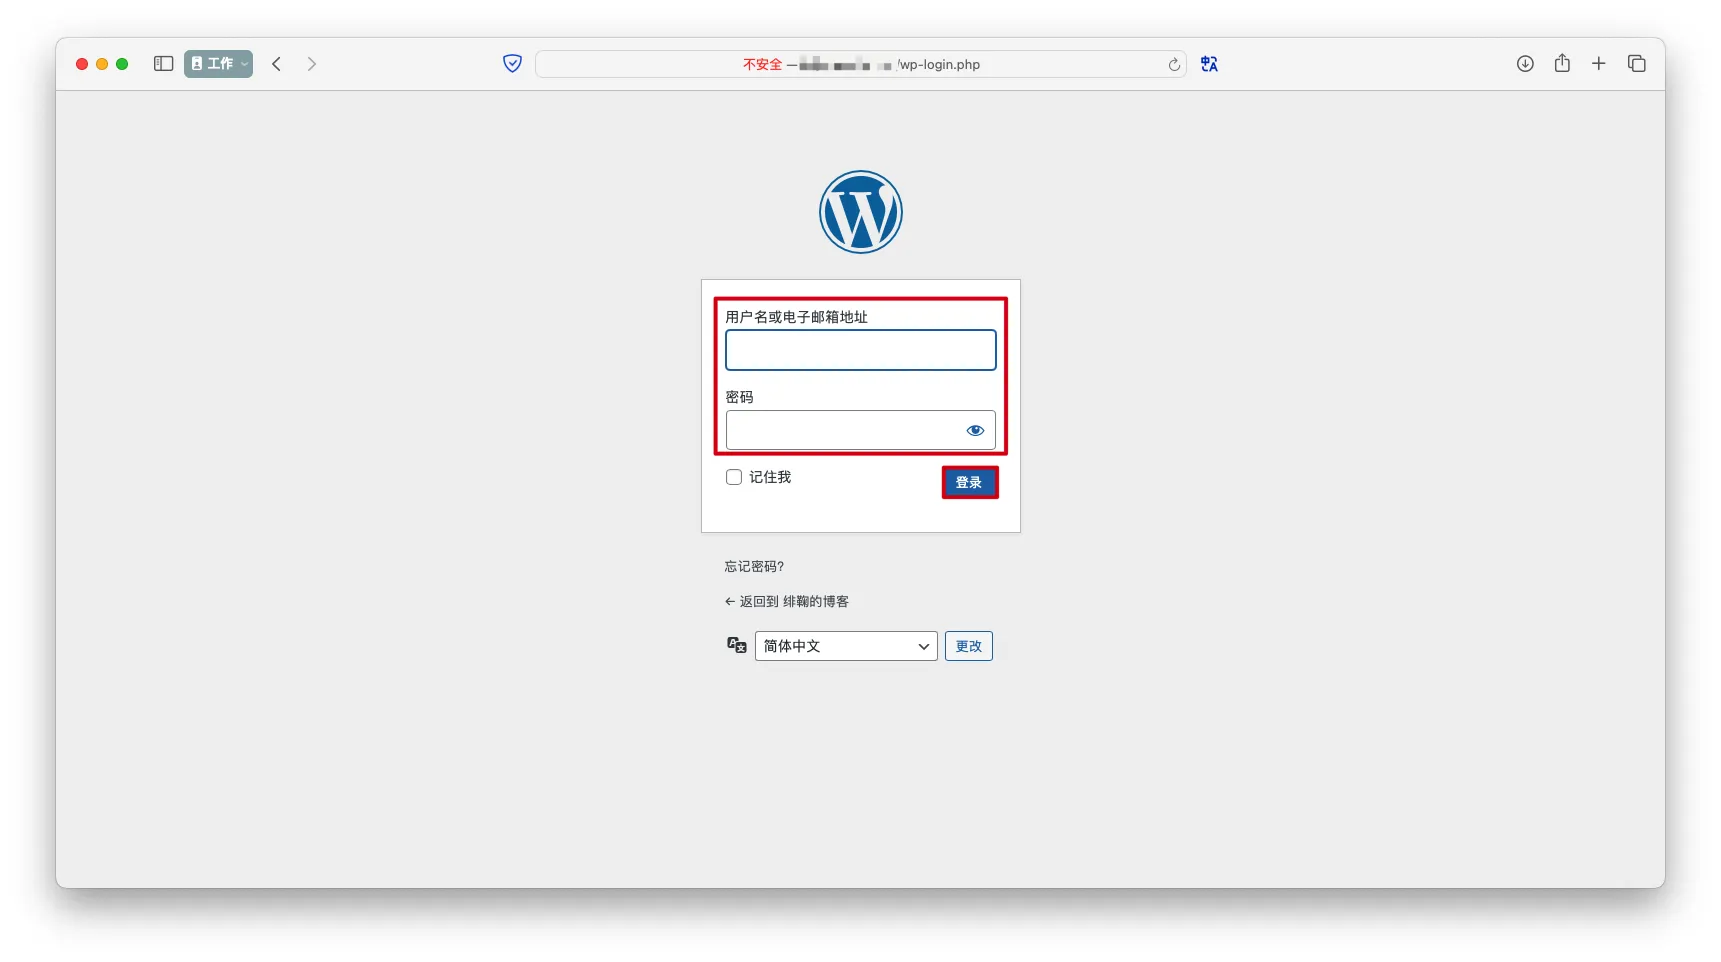 工作
不安全 — /wp-login.php
用户名或电子邮箱地址
密码
记住我
登录
忘记密码?
← 返回到 绯鞠的博客
简体中文
更改